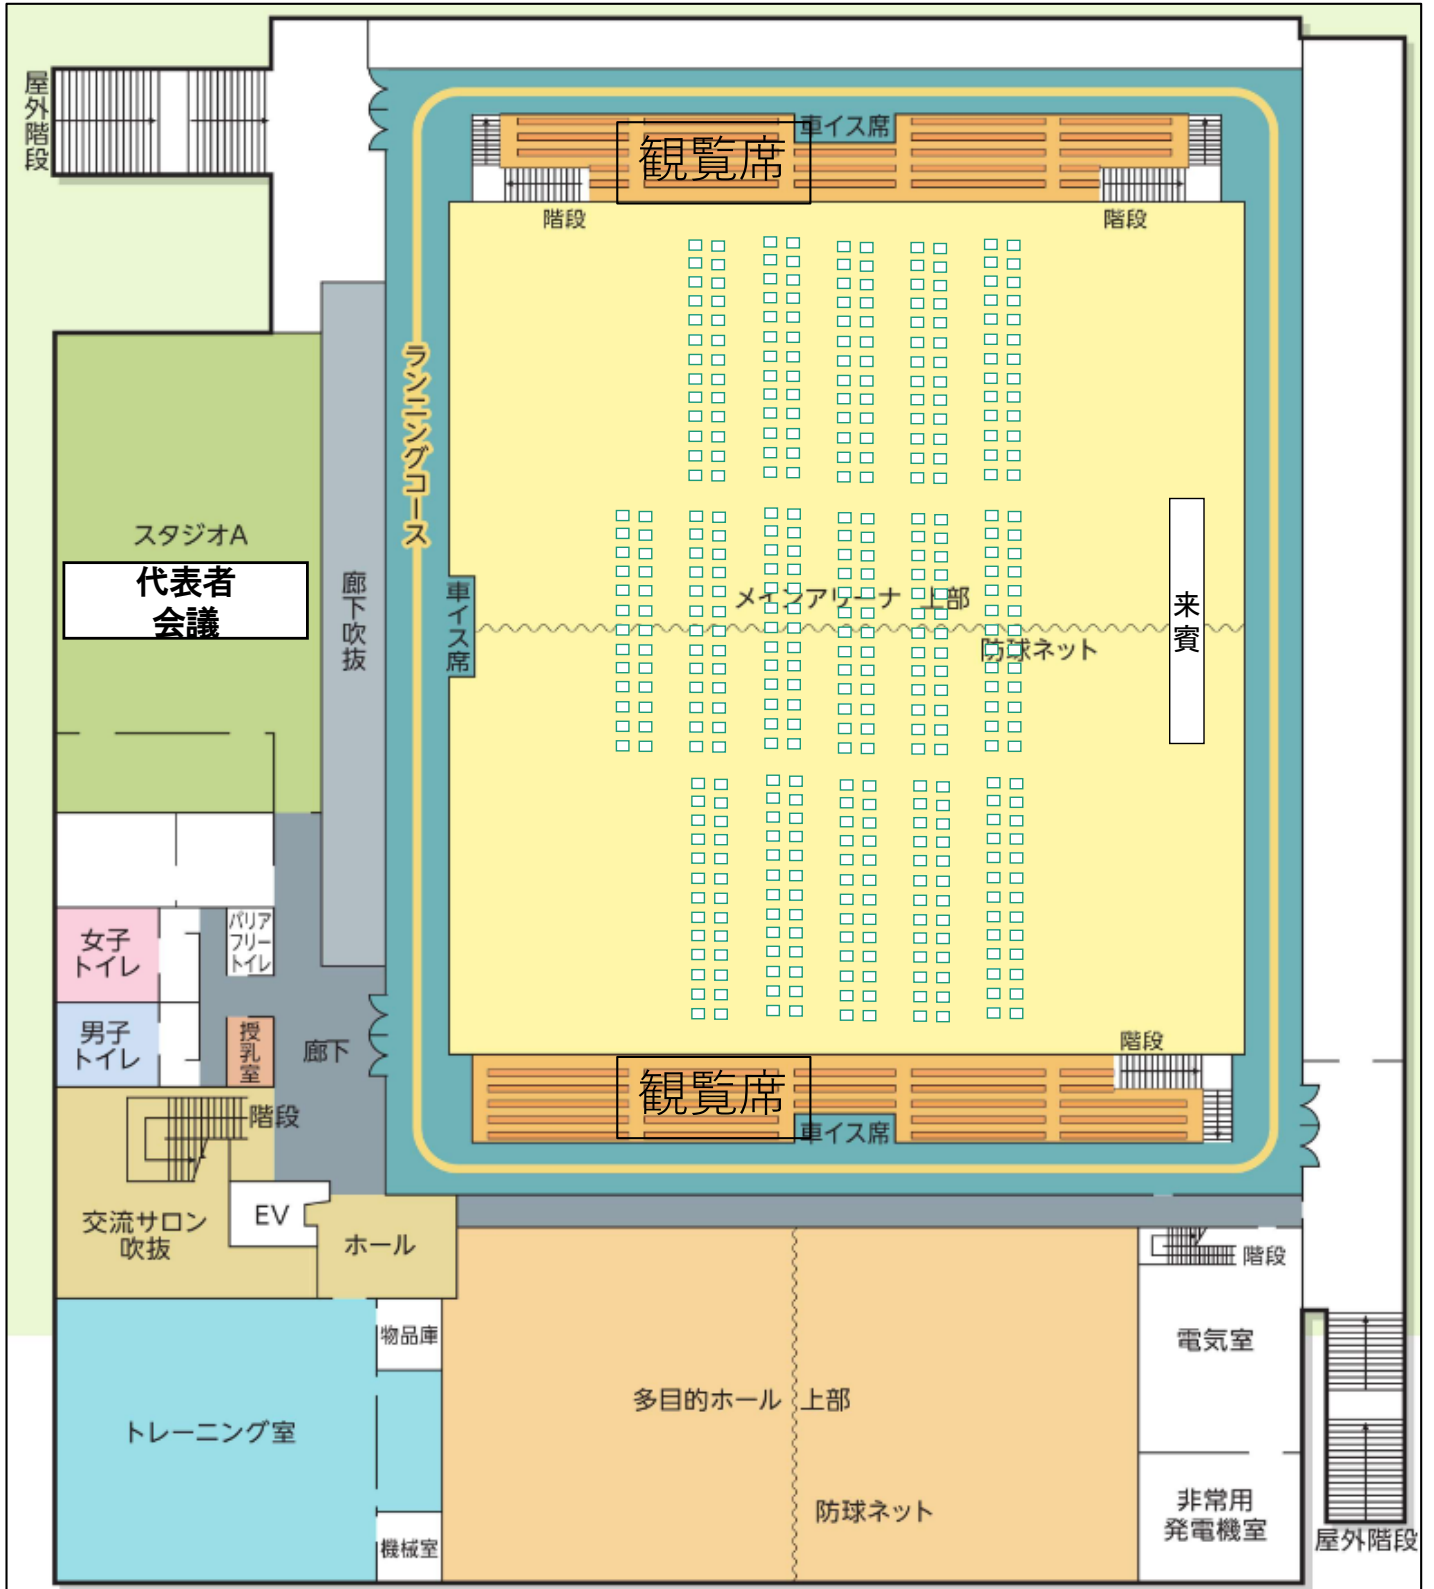 屋外階段
観覧席
車イス席
階段
階段
ランニングコース
スタジオA
代表者
会議
廊下吹抜
車イス席
メインアリーナ 上部
防球ネット
来賓
女子
トイレ
バリア
フリー
トイレ
男子
トイレ
授乳室
廊下
階段
観覧席
車イス席
階段
交流サロン
吹抜
EV
ホール
階段
物品庫
電気室
多目的ホール 上部
トレーニング室
防球ネット
非常用
発電機室
機械室
屋外階段